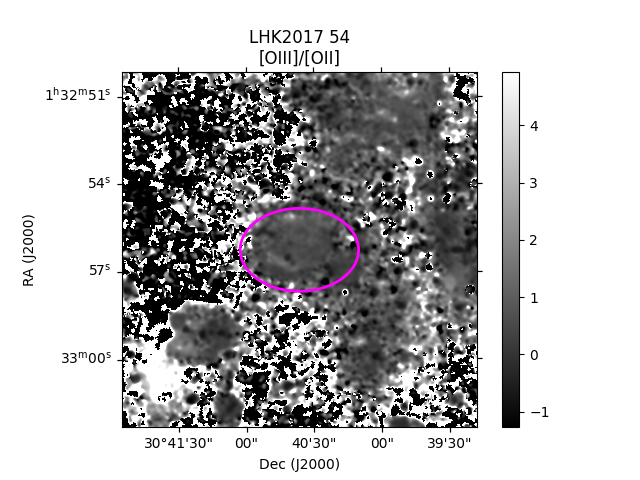 LHK2017 54
[OIII]/[OII]
1ʰ32ᵐ51ˢ
54ˢ
57ˢ
33ᵐ00ˢ
RA (J2000)
30°41'30" 00" 40'30" 00" 39'30"
Dec (J2000)
4
3
2
1
0
−1